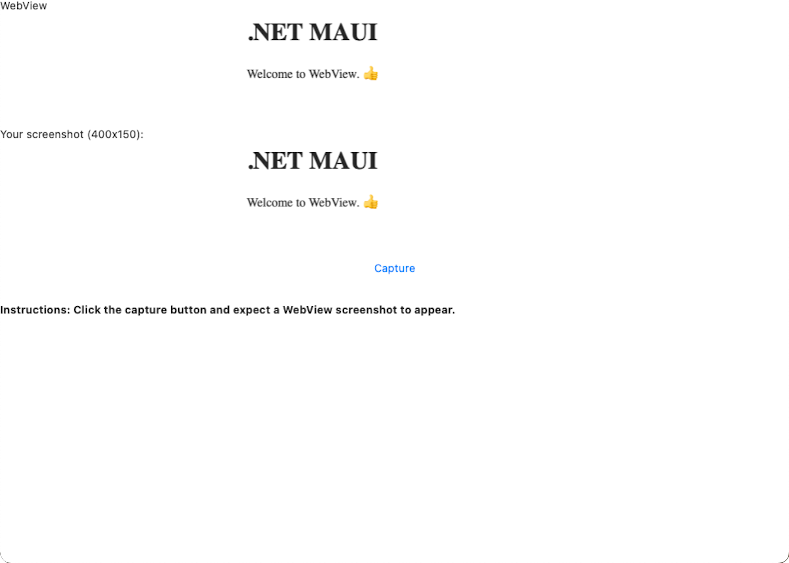 WebView
.NET MAUI
Welcome to WebView. 👍
Your screenshot (400x150):
.NET MAUI
Welcome to WebView. 👍
Capture
Instructions: Click the capture button and expect a WebView screenshot to appear.